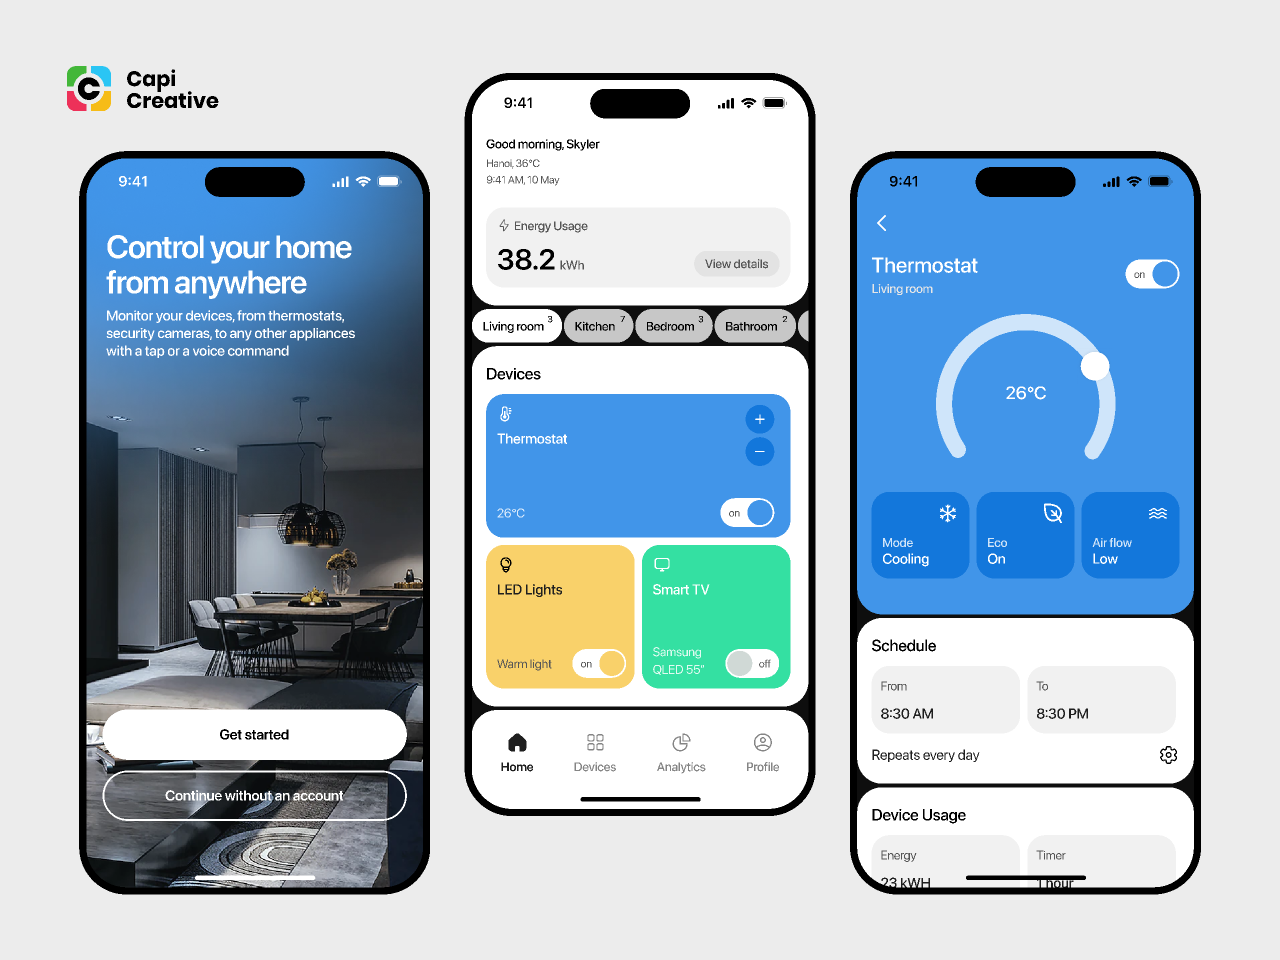 Capi
Creative
9:41
Control your home
from anywhere
Monitor your devices, from thermostats,
security cameras, to any other appliances
with a tap or a voice command
Get started
Continue without an account
9:41
Good morning, Skyler
Hanoi, 36°C
9:41 AM, 10 May
Energy Usage
38.2 kWh
View details
Living room 3
Kitchen 7
Bedroom 3
Bathroom 2
Devices
Thermostat
+
−
26°C
on
LED Lights
Warm light
on
Smart TV
Samsung
QLED 55"
off
Home
Devices
Analytics
Profile
9:41
Thermostat
Living room
on
26°C
Mode
Cooling
Eco
On
Air flow
Low
Schedule
From
8:30 AM
To
8:30 PM
Repeats every day
Device Usage
Energy
23 kWH
Timer
1 hour